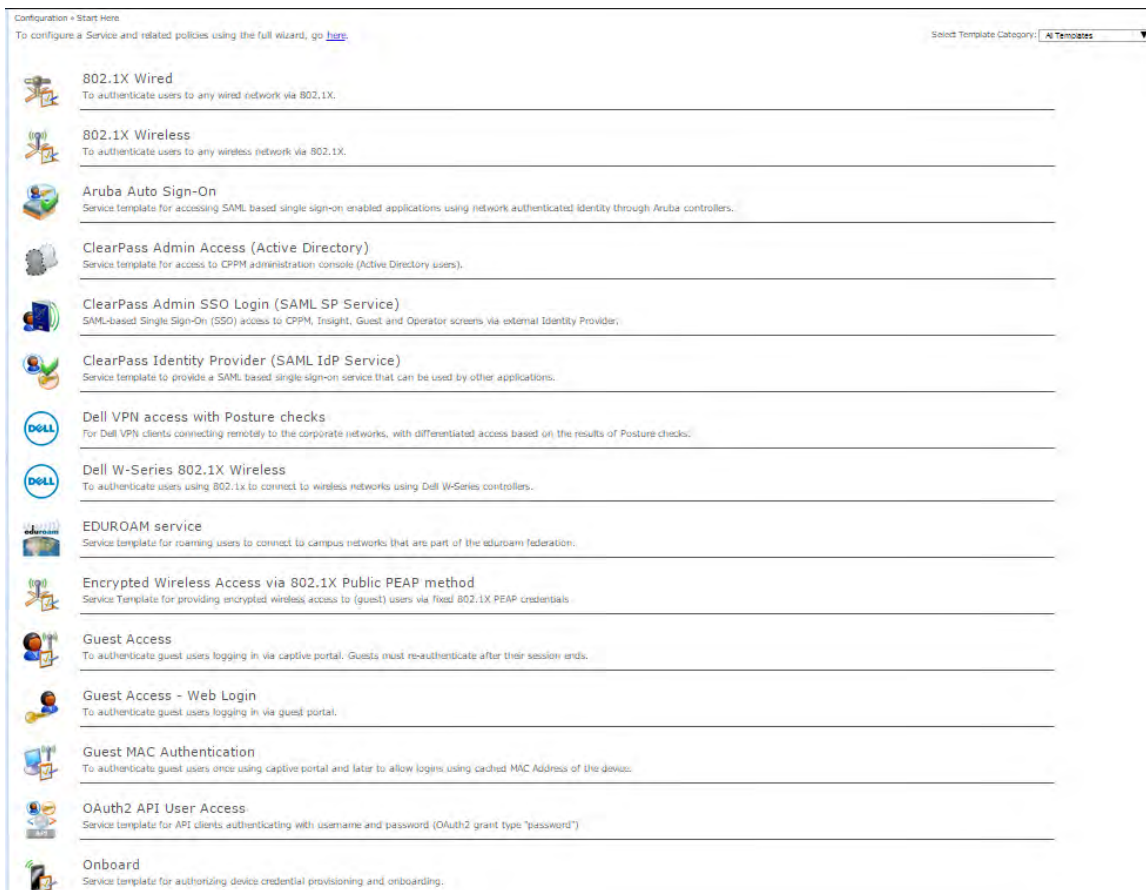 Configuration » Start Here
To configure a Service and related policies using the full wizard, go here.
Select Template Category: All Templates
802.1X Wired
To authenticate users to any wired network via 802.1X.
802.1X Wireless
To authenticate users to any wireless network via 802.1X.
Aruba Auto Sign-On
Service template for accessing SAML based single sign-on enabled applications using network authenticated identity through Aruba controllers.
ClearPass Admin Access (Active Directory)
Service template for access to CPPM administration console (Active Directory users).
ClearPass Admin SSO Login (SAML SP Service)
SAML-based Single Sign-On (SSO) access to CPPM, Insight, Guest and Operator screens via external Identity Provider.
ClearPass Identity Provider (SAML IdP Service)
Service template to provide a SAML based single sign-on service that can be used by other applications.
DELL
Dell VPN access with Posture checks
For Dell VPN clients connecting remotely to the corporate networks, with differentiated access based on the results of Posture checks.
DELL
Dell W-Series 802.1X Wireless
To authenticate users using 802.1x to connect to wireless networks using Dell W-Series controllers.
eduroam
EDUROAM service
Service template for roaming users to connect to campus networks that are part of the eduroam federation.
Encrypted Wireless Access via 802.1X Public PEAP method
Service Template for providing encrypted wireless access to (guest) users via fixed 802.1X PEAP credentials
Guest Access
To authenticate guest users logging in via captive portal. Guests must re-authenticate after their session ends.
Guest Access - Web Login
To authenticate guest users logging in via guest portal.
Guest MAC Authentication
To authenticate guest users once using captive portal and later to allow logins using cached MAC Address of the device.
API
OAuth2 API User Access
Service template for API clients authenticating with username and password (OAuth2 grant type "password")
Onboard
Service template for authorizing device credential provisioning and onboarding.